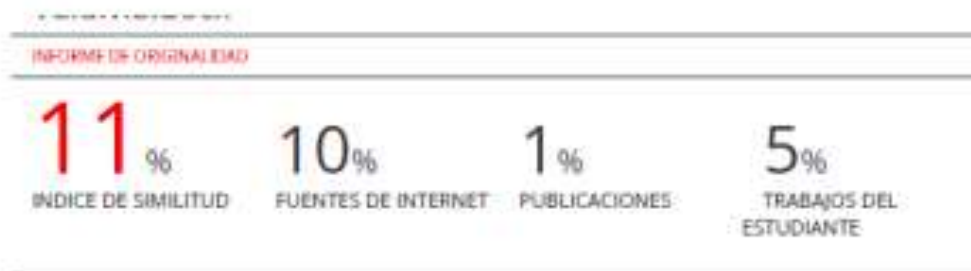 INFORME DE ORIGINALIDAD
11% 10% 1% 5%
INDICE DE SIMILITUD FUENTES DE INTERNET PUBLICACIONES TRABAJOS DEL
ESTUDIANTE